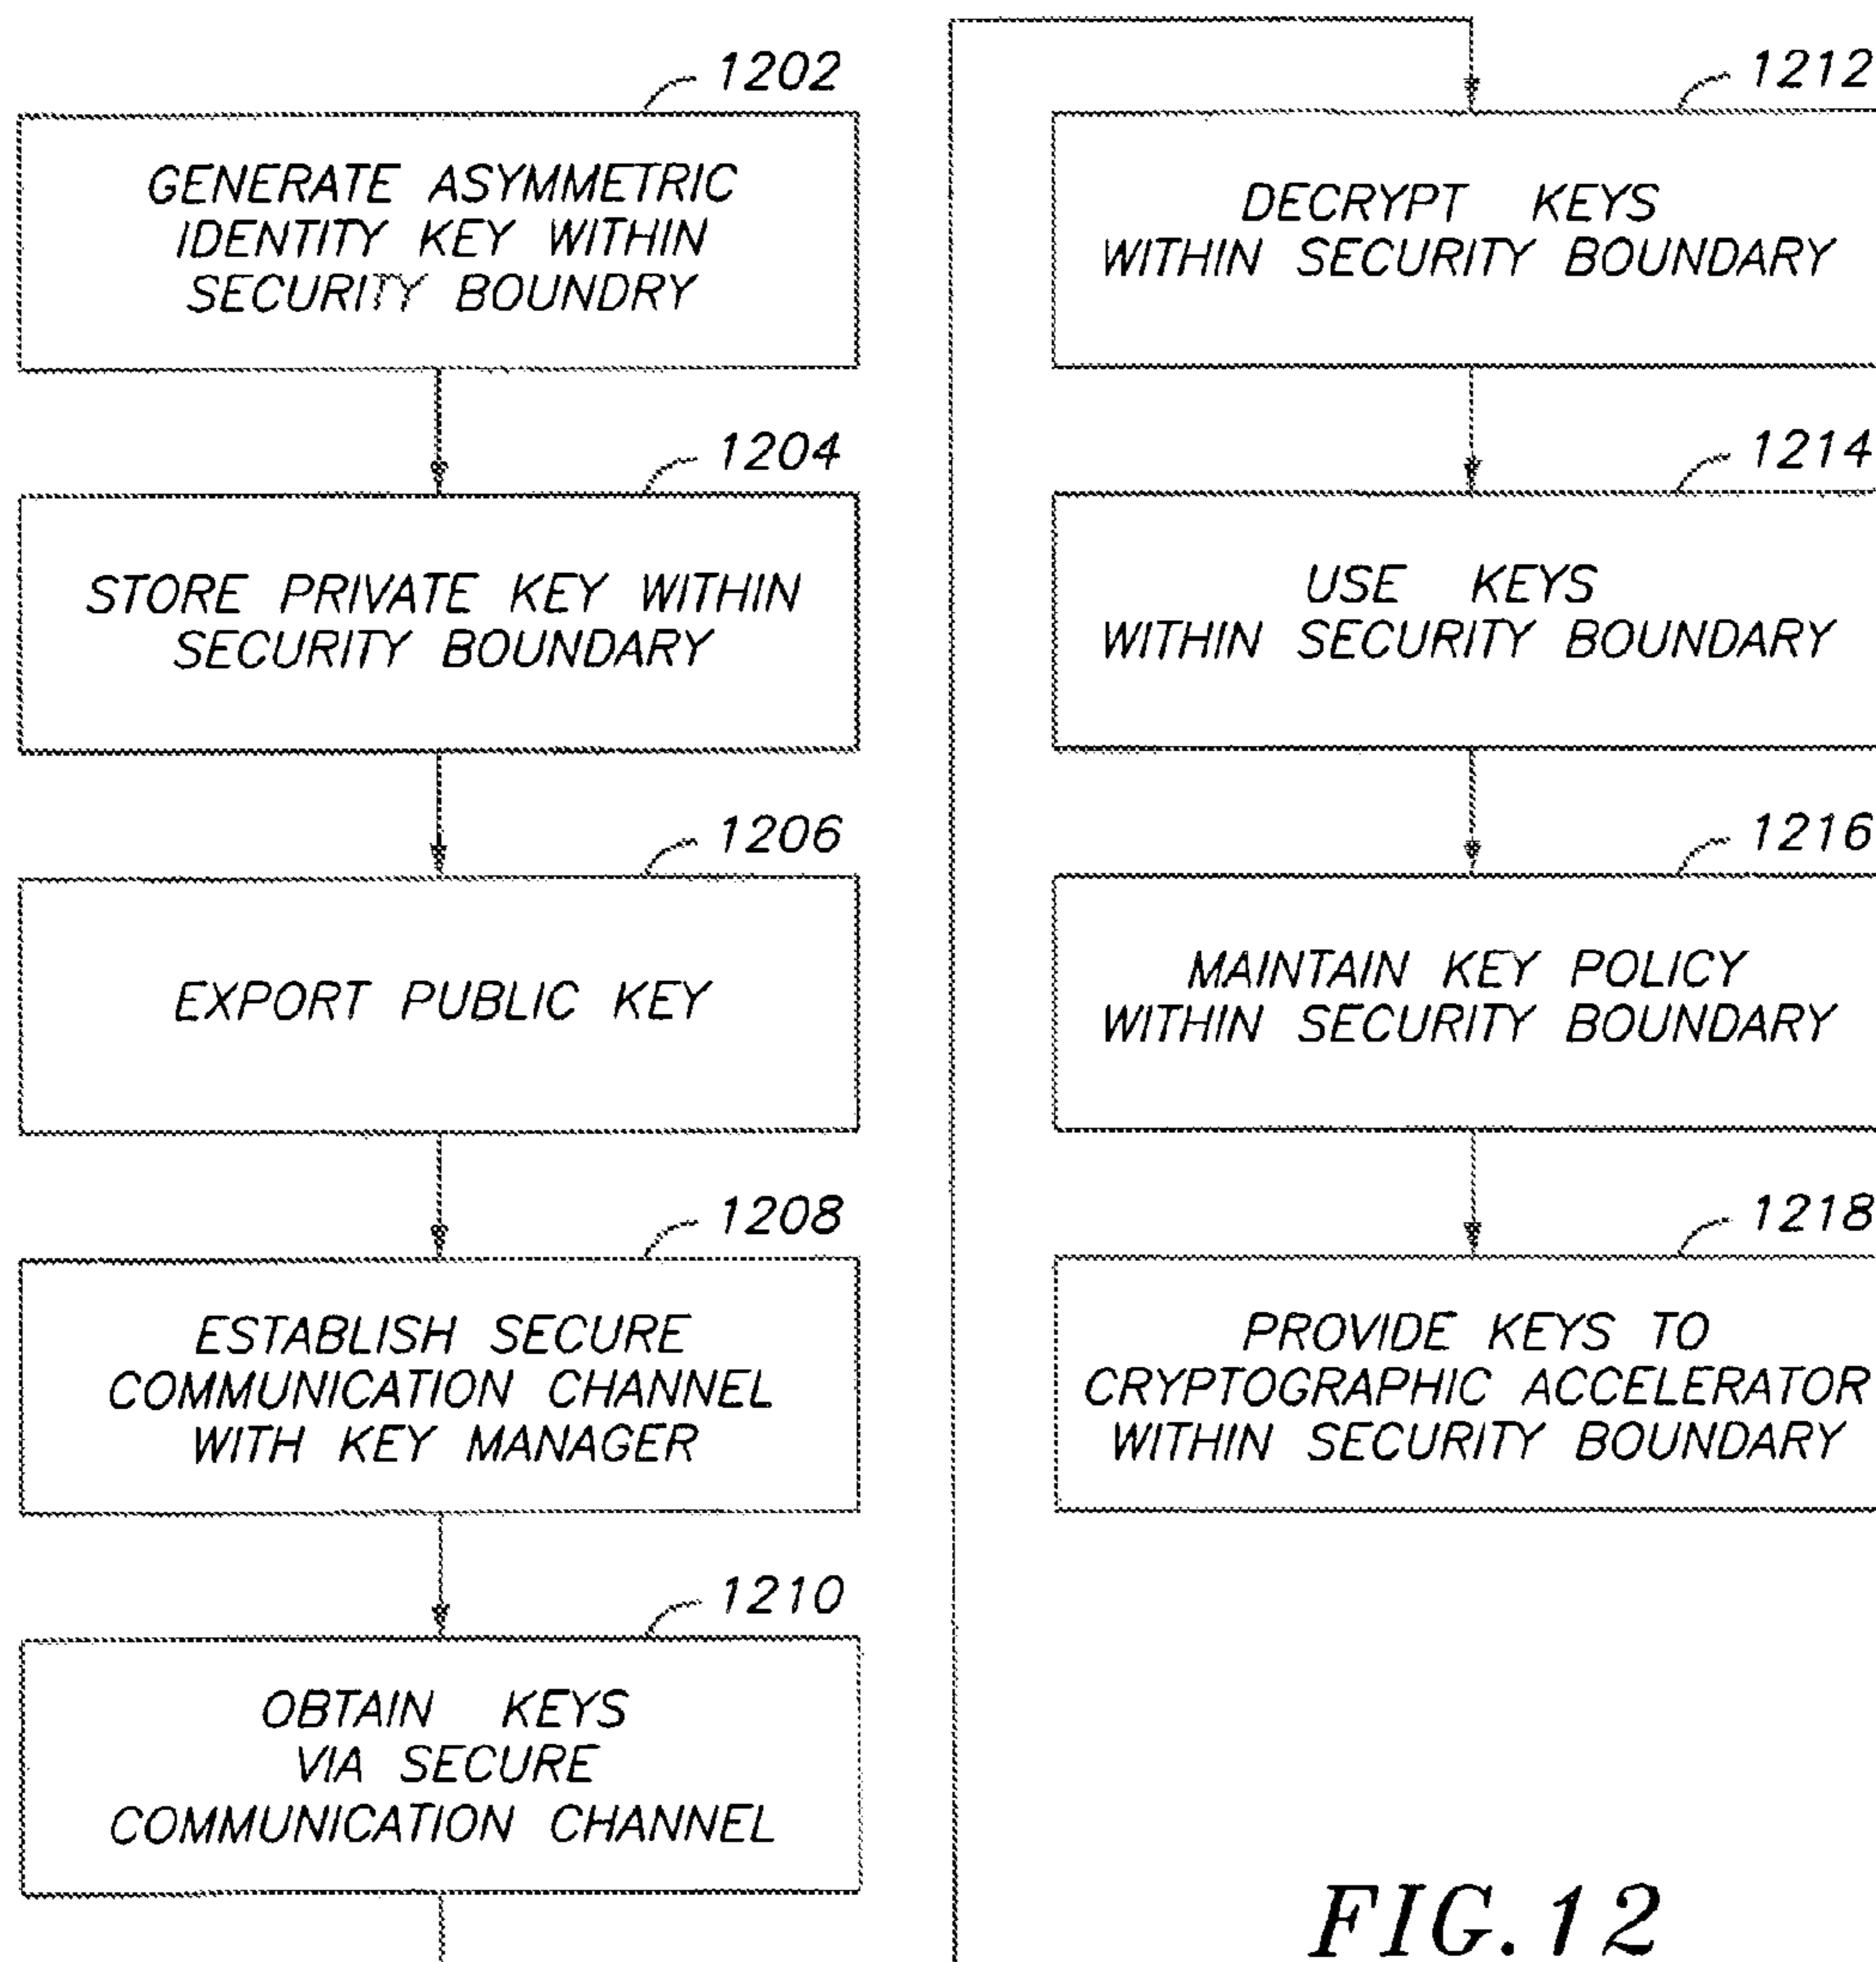 1202
GENERATE ASYMMETRIC
IDENTITY KEY WITHIN
SECURITY BOUNDRY
1204
STORE PRIVATE KEY WITHIN
SECURITY BOUNDARY
1206
EXPORT PUBLIC KEY
1208
ESTABLISH SECURE
COMMUNICATION CHANNEL
WITH KEY MANAGER
1210
OBTAIN KEYS
VIA SECURE
COMMUNICATION CHANNEL
1212
DECRYPT KEYS
WITHIN SECURITY BOUNDARY
1214
USE KEYS
WITHIN SECURITY BOUNDARY
1216
MAINTAIN KEY POLICY
WITHIN SECURITY BOUNDARY
1218
PROVIDE KEYS TO
CRYPTOGRAPHIC ACCELERATOR
WITHIN SECURITY BOUNDARY
FIG.12